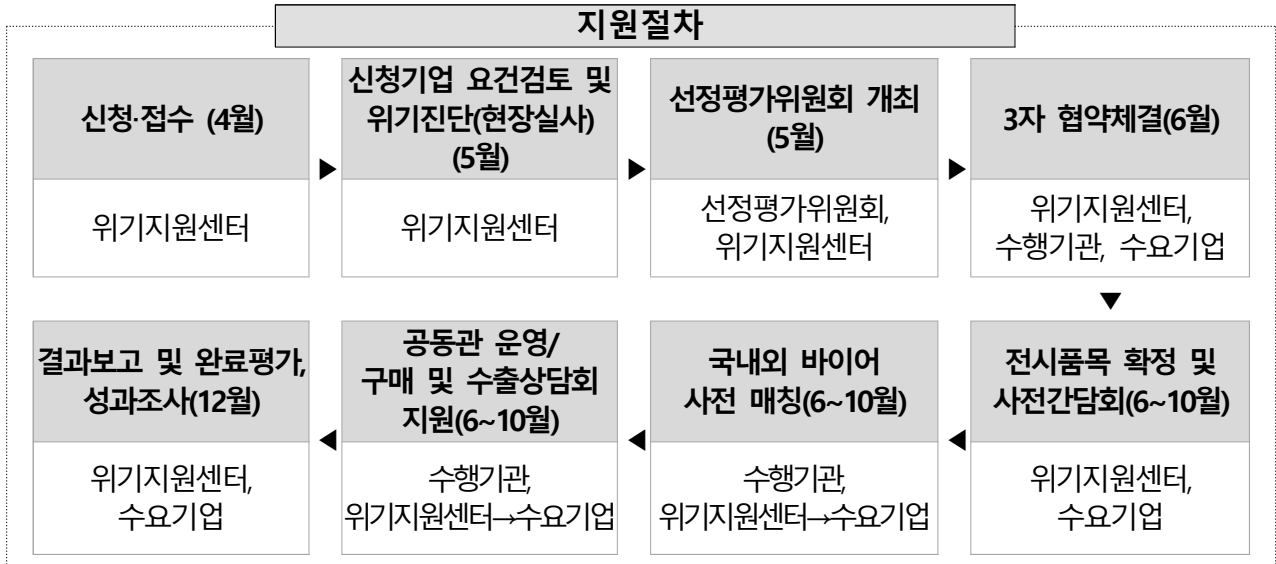 지원절차
신청·접수 (4월)
위기지원센터
▶
신청기업 요건검토 및
위기진단(현장실사)
(5월)
위기지원센터
▶
선정평가위원회 개최
(5월)
선정평가위원회,
위기지원센터
▶
3자 협약체결(6월)
위기지원센터,
수행기관, 수요기업
▼
전시품목 확정 및
사전간담회(6~10월)
위기지원센터,
수요기업
◀
국내외 바이어
사전 매칭(6~10월)
수행기관,
위기지원센터→수요기업
◀
공동관 운영/
구매 및 수출상담회
지원(6~10월)
수행기관,
위기지원센터→수요기업
◀
결과보고 및 완료평가,
성과조사(12월)
위기지원센터,
수요기업